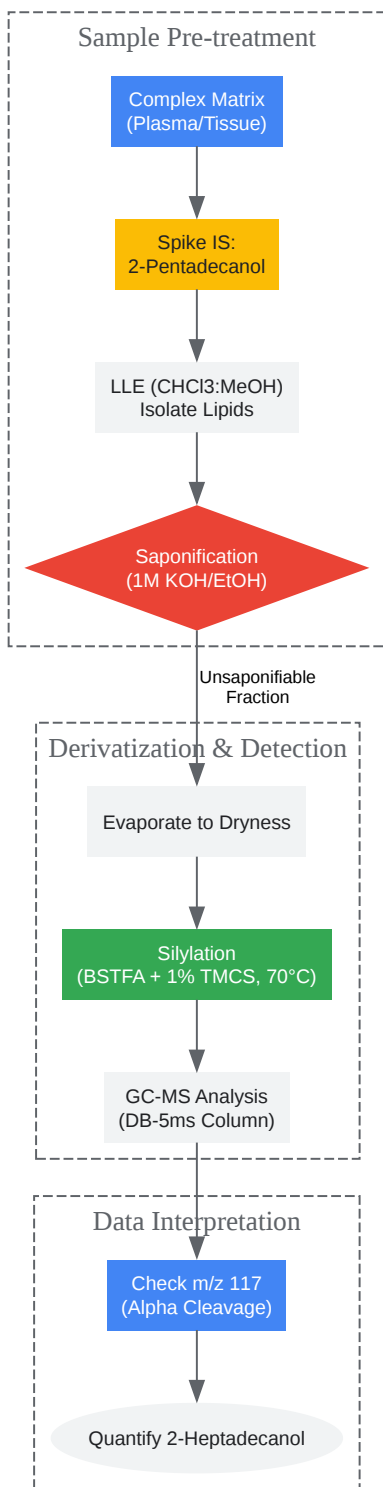 Sample Pre-treatment
Complex Matrix
(Plasma/Tissue)
Spike IS:
2-Pentadecanol
LLE (CHCl3:MeOH)
Isolate Lipids
Saponification
(1M KOH/EtOH)
Unsaponifiable
Fraction
Derivatization & Detection
Evaporate to Dryness
Silylation
(BSTFA + 1% TMCS, 70°C)
GC-MS Analysis
(DB-5ms Column)
Data Interpretation
Check m/z 117
(Alpha Cleavage)
Quantify 2-Heptadecanol